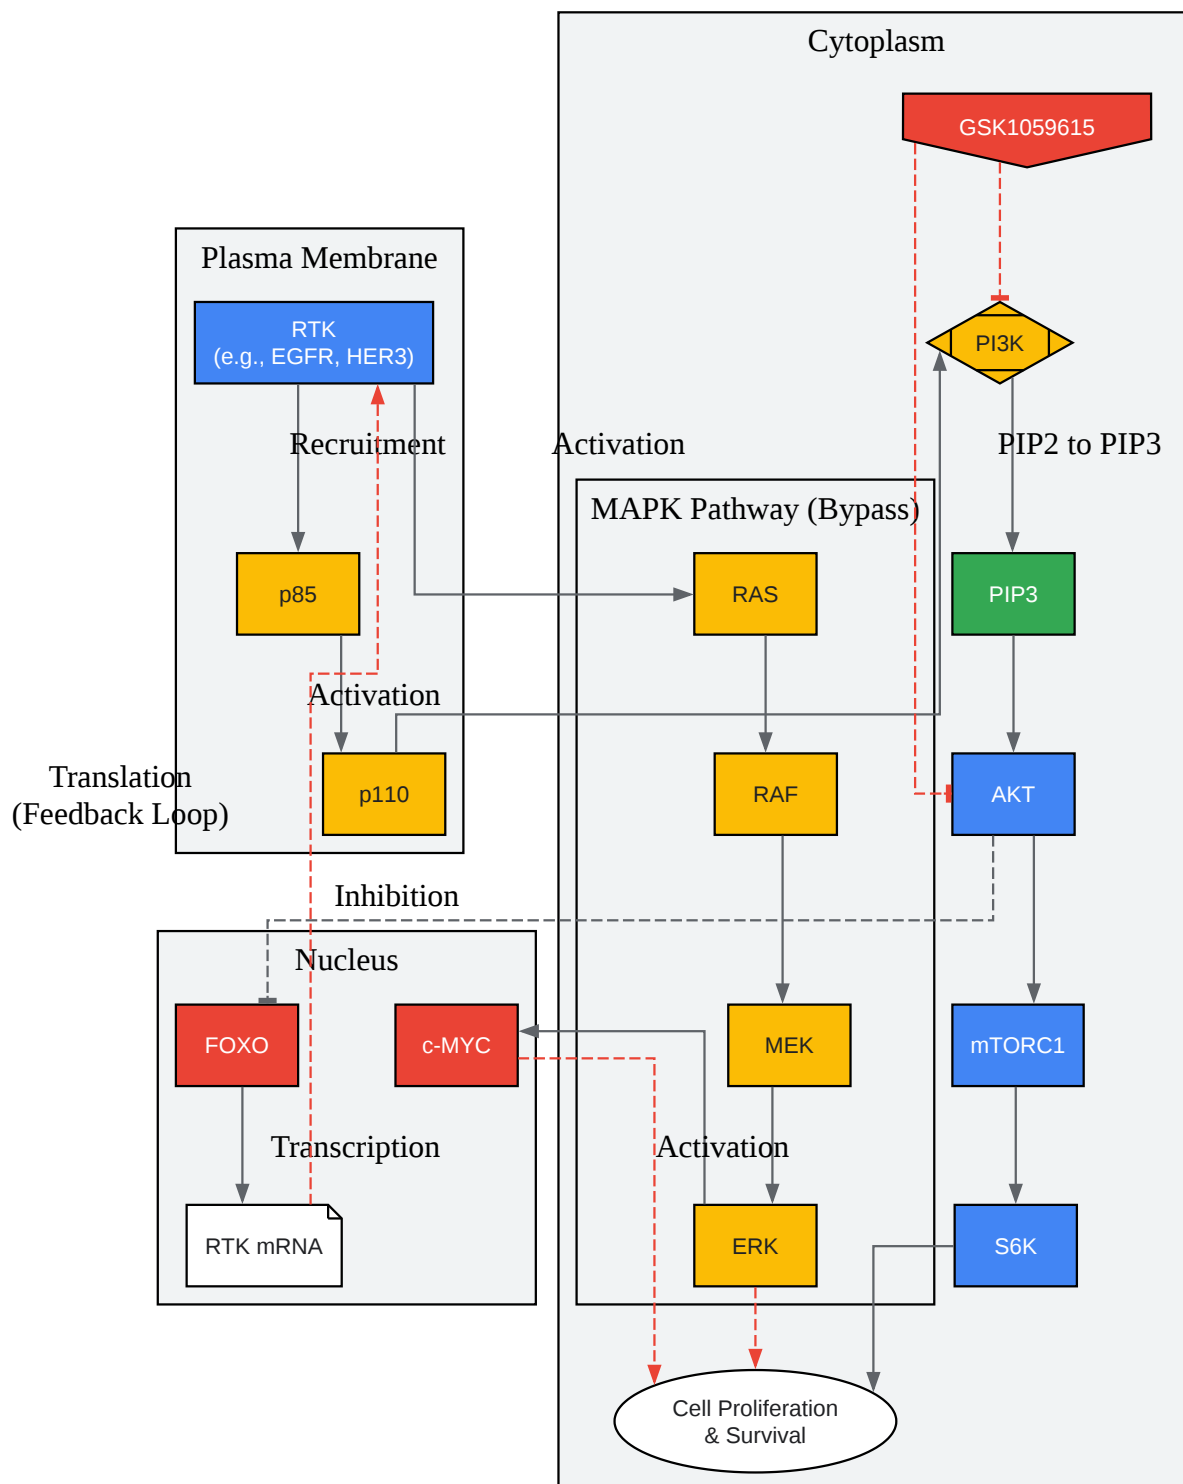 Cytoplasm
GSK1059615
Plasma Membrane
RTK
(e.g., EGFR, HER3)
PI3K
Recruitment
Activation
PIP2 to PIP3
MAPK Pathway (Bypass)
p85
RAS
PIP3
Activation
Translation
(Feedback Loop)
p110
RAF
AKT
Inhibition
Nucleus
FOXO
c-MYC
MEK
mTORC1
Transcription
Activation
RTK mRNA
ERK
S6K
Cell Proliferation
& Survival